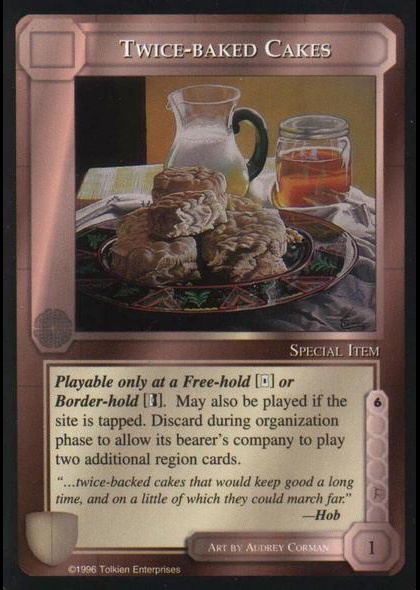 TWICE-BAKED CAKES
SPECIAL ITEM
Playable only at a Free-hold [] or
Border-hold []. May also be played if the
site is tapped. Discard during organization
phase to allow its bearer's company to play
two additional region cards.
"...twice-backed cakes that would keep good a long
time, and on a little of which they could march far."
—Hob
6
ART BY AUDREY CORMAN
1
©1996 Tolkien Enterprises